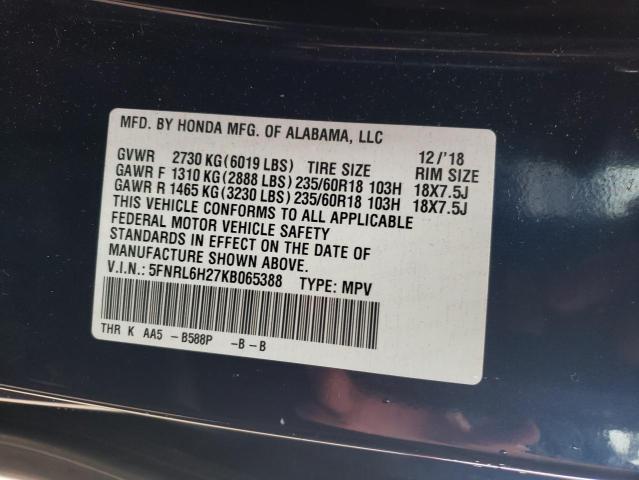 MFD. BY HONDA MFG. OF ALABAMA, LLC
GVWR 2730 KG(6019 LBS) TIRE SIZE 12/'18 RIM SIZE
GAWR F 1310 KG(2888 LBS)235/60R18 103H 18X7.5J
GAWR R 1465 KG(3230 LBS)235/60R18 103H 18X7.5J
THIS VEHICLE CONFORMS TO ALL APPLICABLE
FEDERAL MOTOR VEHICLE SAFETY
STANDARDS IN EFFECT ON THE DATE OF
MANUFACTURE SHOWN ABOVE.
V.I.N.: 5FNRL6H27KB065388 TYPE: MPV
THR K AA5 -B588P -B-B